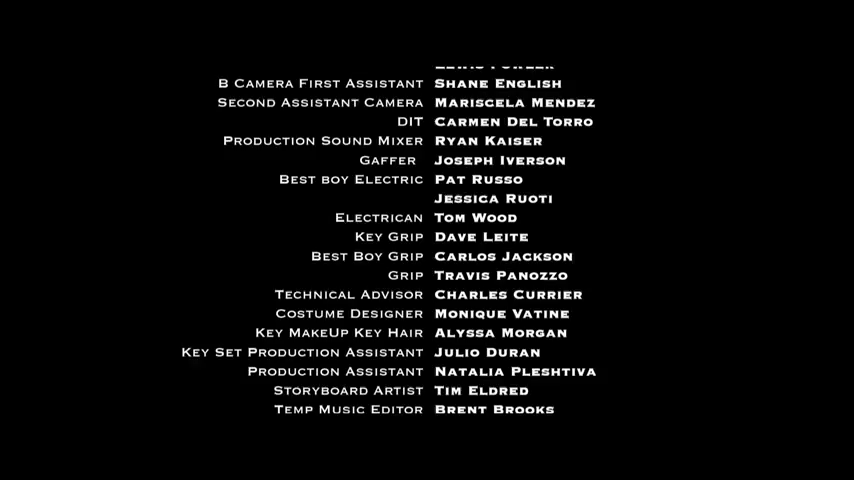 B Camera First Assistant Shane English
Second Assistant Camera Mariscela Mendez
DIT Carmen Del Torro
Production Sound Mixer Ryan Kaiser
Gaffer Joseph Iverson
Best boy Electric Pat Russo
Jessica Ruoti
Electrican Tom Wood
Key Grip Dave Leite
Best Boy Grip Carlos Jackson
Grip Travis Panozzo
Technical Advisor Charles Currier
Costume Designer Monique Vatine
Key MakeUp Key Hair Alyssa Morgan
Key Set Production Assistant Julio Duran
Production Assistant Natalia Pleshtiva
Storyboard Artist Tim Eldred
Temp Music Editor Brent Brooks